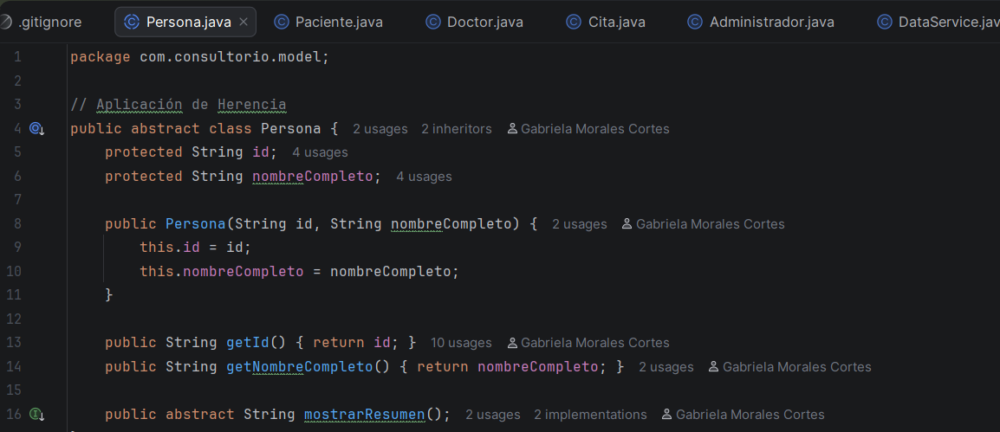 .gitignore Persona.java Paciente.java Doctor.java Cita.java Administrador.java DataService.jav
1 package com.consultorio.model;
2
3 // Aplicación de Herencia
4 public abstract class Persona { 2 usages 2 inheritors Gabriela Morales Cortes
5 protected String id; 4 usages
6 protected String nombreCompleto; 4 usages
7
8 public Persona(String id, String nombreCompleto) { 2 usages Gabriela Morales Cortes
9 this.id = id;
10 this.nombreCompleto = nombreCompleto;
11 }
12
13 public String getId() { return id; } 10 usages Gabriela Morales Cortes
14 public String getNombreCompleto() { return nombreCompleto; } 2 usages Gabriela Morales Cortes
15
16 public abstract String mostrarResumen(); 2 usages 2 implementations Gabriela Morales Cortes